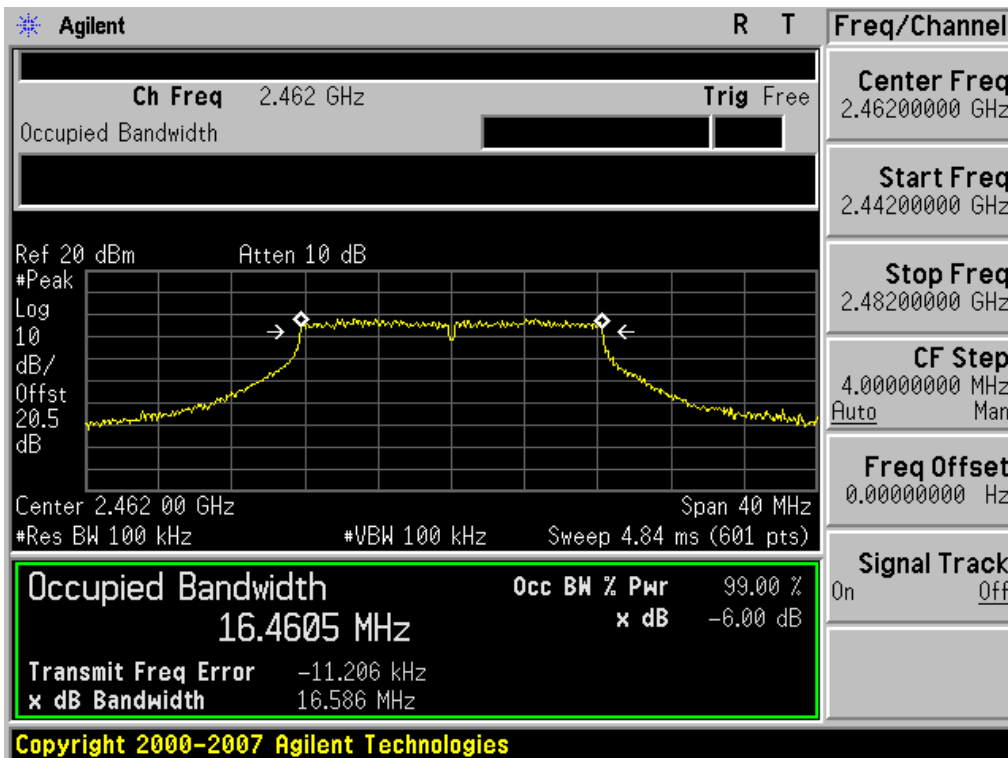 Agilent R T
Freq/Channel
Ch Freq 2.462 GHz Trig Free
Occupied Bandwidth
Center Freq
2.46200000 GHz
Start Freq
2.44200000 GHz
Stop Freq
2.48200000 GHz
CF Step
4.00000000 MHz
Auto Man
Freq Offset
0.00000000 Hz
Signal Track
On Off
Ref 20 dBm Atten 10 dB
#Peak
Log
10
dB/
Offst
20.5
dB
Center 2.462 00 GHz Span 40 MHz
#Res BW 100 kHz #VBW 100 kHz Sweep 4.84 ms (601 pts)
Occupied Bandwidth Occ BW % Pwr 99.00 %
16.4605 MHz x dB -6.00 dB
Transmit Freq Error -11.206 kHz
x dB Bandwidth 16.586 MHz
Copyright 2000-2007 Agilent Technologies